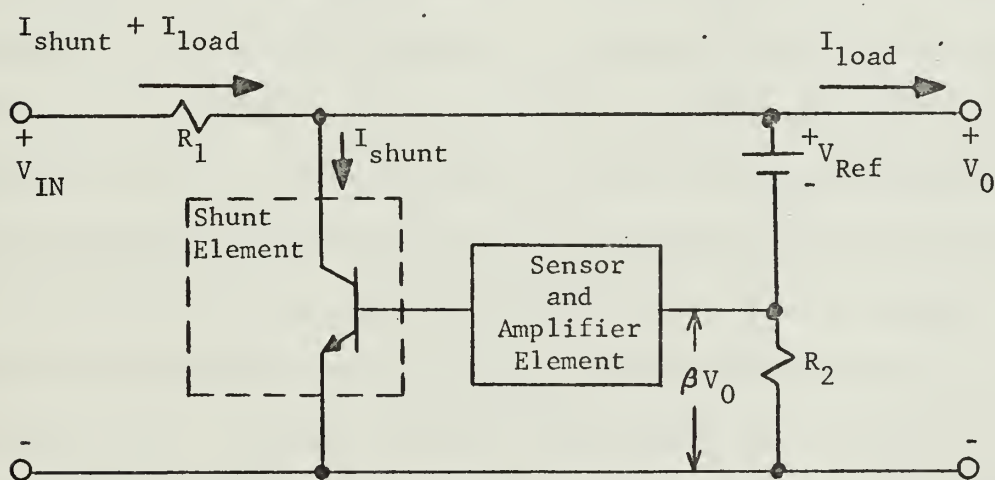 I_shunt + I_load
I_load
+
V_IN
R_1
I_shunt
+
V_Ref
-
+
V_0
Shunt
Element
Sensor
and
Amplifier
Element
βV_0
R_2
-
-